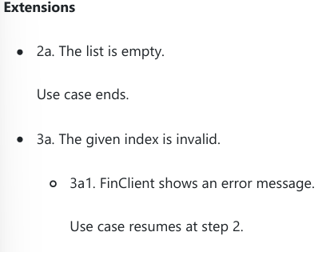 Extensions
• 2a. The list is empty.
Use case ends.
• 3a. The given index is invalid.
o 3a1. FinClient shows an error message.
Use case resumes at step 2.